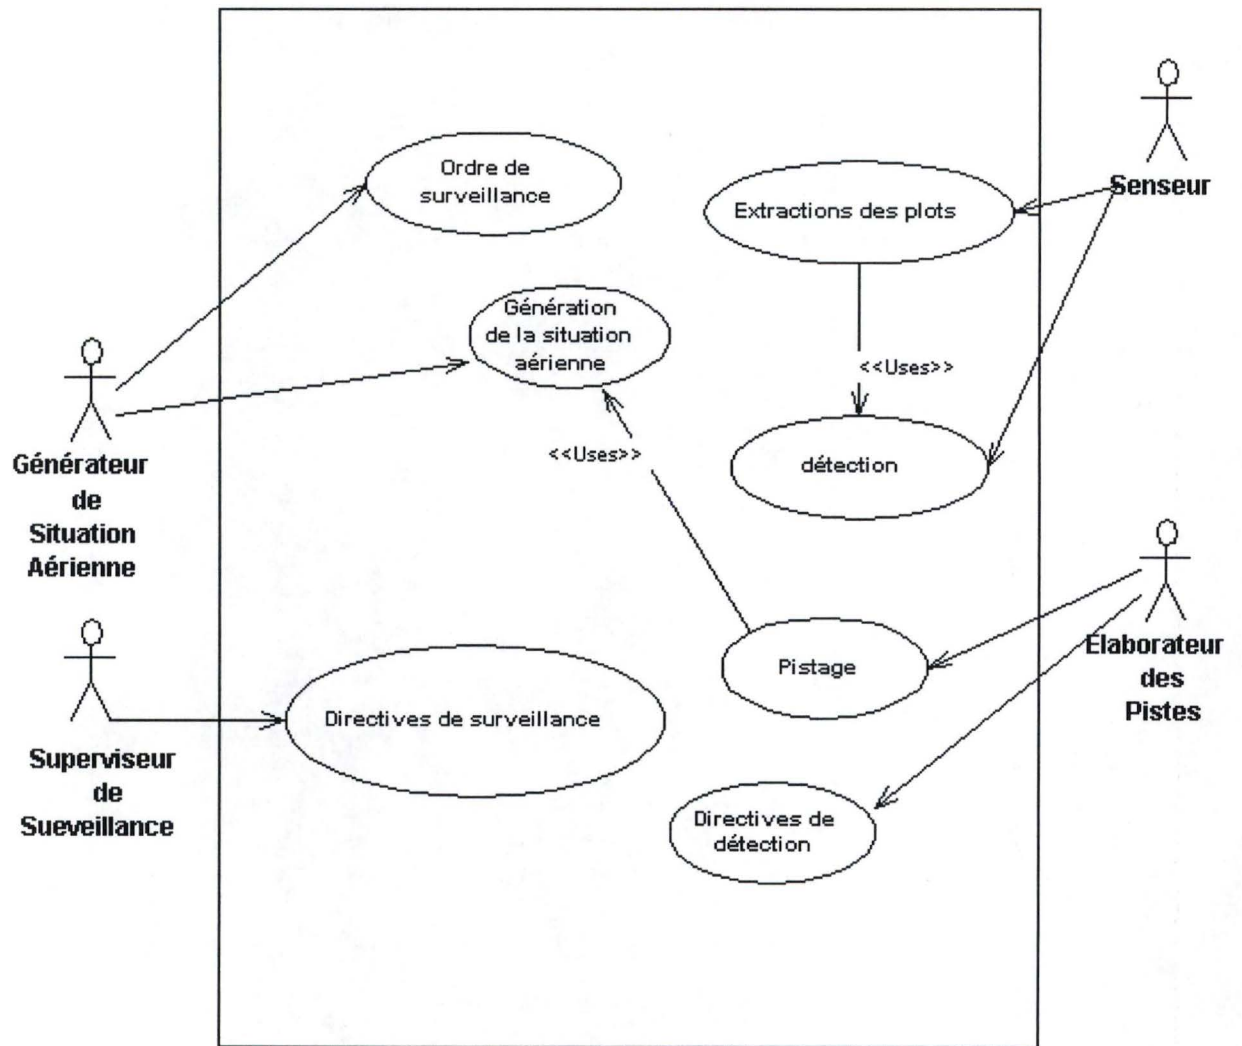 Ordre de
surveillance
Extractions des plots
Senseur
Génération
de la situation
aérienne
<<Uses>>
<<Uses>>
détection
Générateur
de
Situation
Aérienne
Pistage
Elaborateur
des
Pistes
Directives de surveillance
Superviseur
de
Sueveillance
Directives de
détection